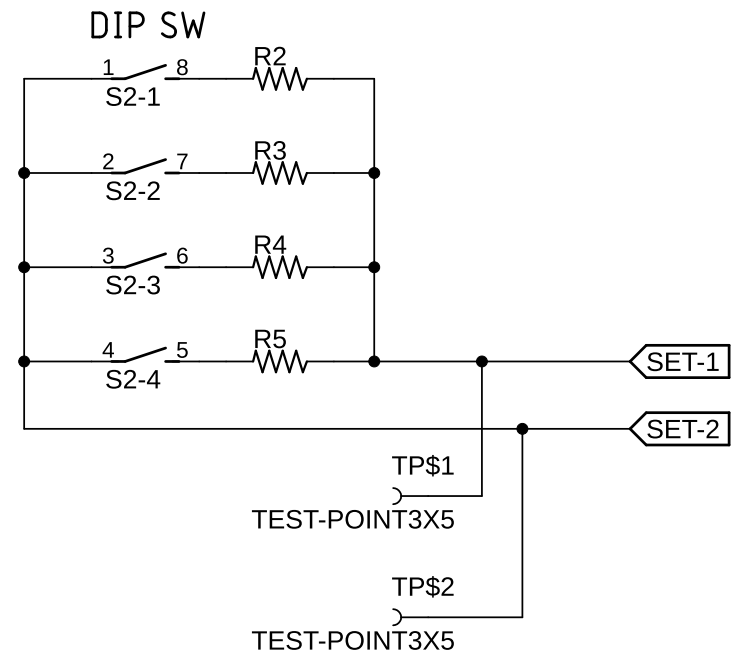 DIP SW
1 8 R2
S2-1
2 7 R3
S2-2
3 6 R4
S2-3
4 5 R5
S2-4
SET-1
SET-2
TP$1
TEST-POINT3X5
TP$2
TEST-POINT3X5